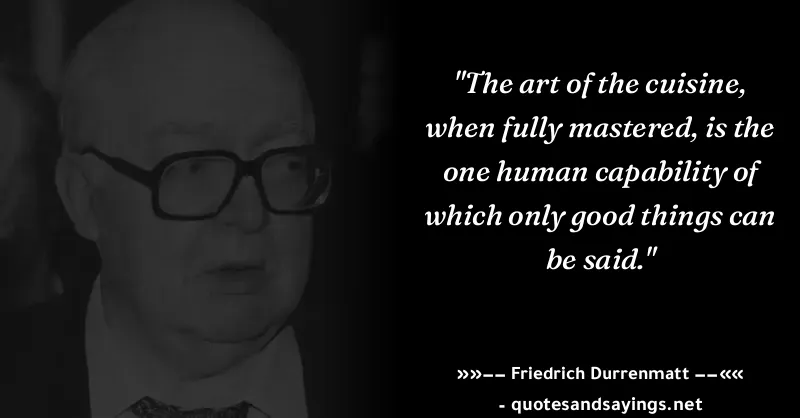 "The art of the cuisine,
when fully mastered, is the
one human capability of
which only good things can
be said."
»»–– Friedrich Durrenmatt ––««
- quotesandsayings.net